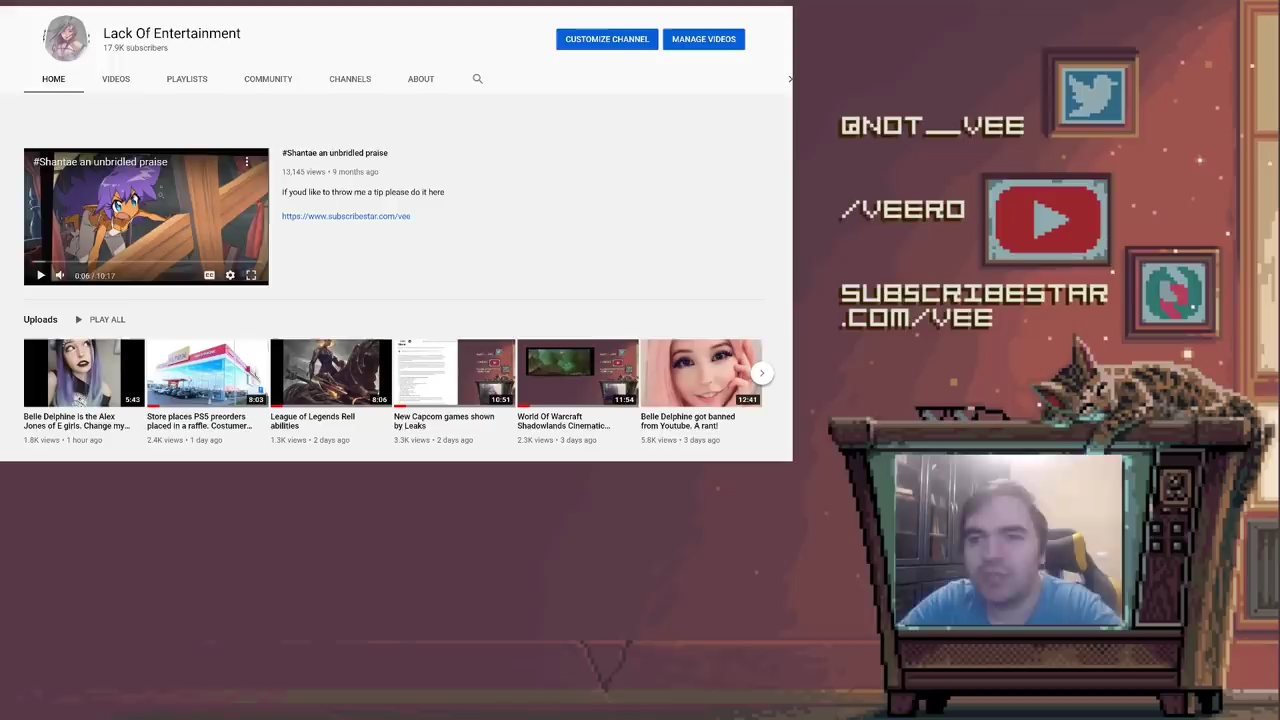 Lack Of Entertainment
17.9K subscribers
CUSTOMIZE CHANNEL
MANAGE VIDEOS
HOME
VIDEOS
PLAYLISTS
COMMUNITY
CHANNELS
ABOUT
#Shantae an unbridled praise
0:06 / 10:17
#Shantae an unbridled praise
13,145 views • 9 months ago
If youd like to throw me a tip please do it here
https://www.subscribestar.com/vee
Uploads
PLAY ALL
5:43
Belle Delphine is the Alex
Jones of E girls. Change my...
1.8K views • 1 hour ago
8:03
Store places PS5 preorders
placed in a raffle. Costumer...
2.4K views • 1 day ago
8:06
League of Legends Rell
abilities
1.3K views • 2 days ago
10:51
New Capcom games shown
by Leaks
3.3K views • 2 days ago
11:54
World Of Warcraft
Shadowlands Cinematic...
2.3K views • 3 days ago
12:41
Belle Delphine got banned
from Youtube. A rant!
5.8K views • 3 days ago
@NOT__VEE
/VEERO
SUBSCRIBESTAR
.COM/VEE